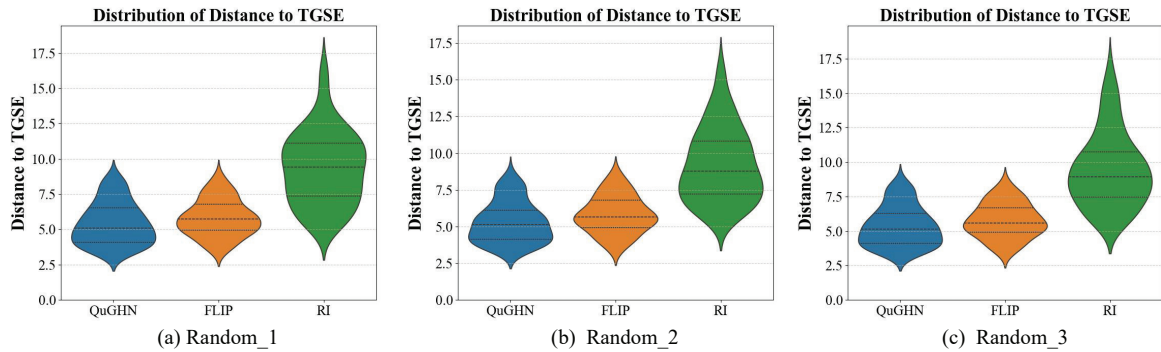 Distribution of Distance to TGSE
Distance to TGSE
17.5
15.0
12.5
10.0
7.5
5.0
2.5
0.0
QuGHN FLIP RI
(a) Random_1
Distribution of Distance to TGSE
Distance to TGSE
17.5
15.0
12.5
10.0
7.5
5.0
2.5
0.0
QuGHN FLIP RI
(b) Random_2
Distribution of Distance to TGSE
Distance to TGSE
17.5
15.0
12.5
10.0
7.5
5.0
2.5
0.0
QuGHN FLIP RI
(c) Random_3